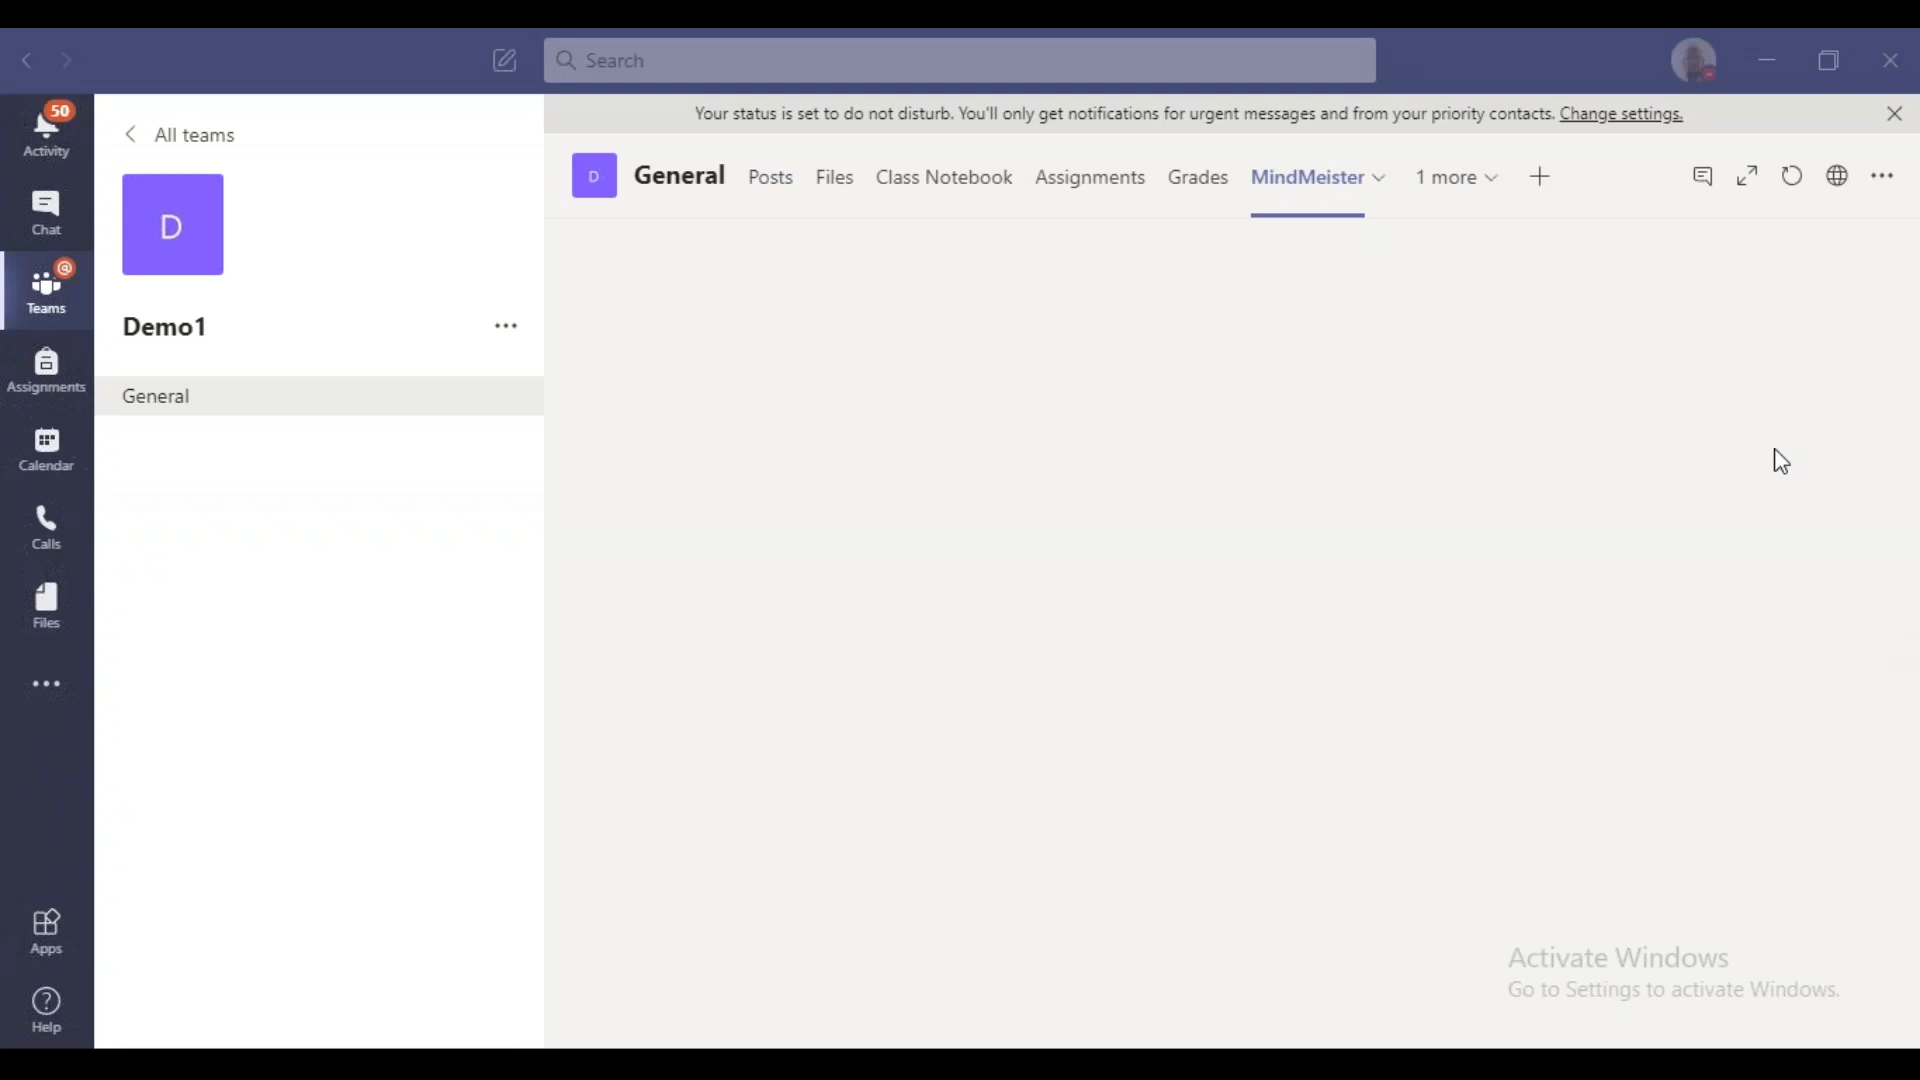 Search
50
Activity
Chat
@
Teams
Assignments
Calendar
Calls
Files
Apps
Help
All teams
D
Demo1
General
Your status is set to do not disturb. You'll only get notifications for urgent messages and from your priority contacts. Change settings.
D General Posts Files Class Notebook Assignments Grades MindMeister 1 more
Activate Windows
Go to Settings to activate Windows.